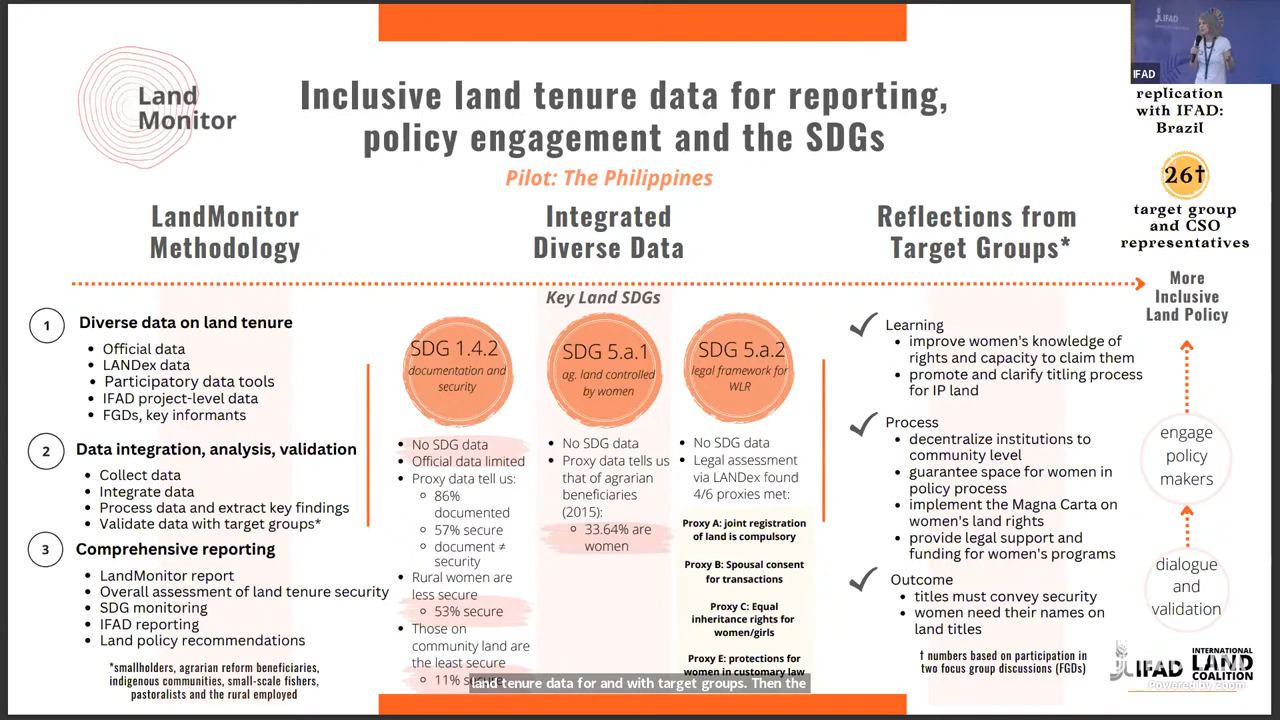 Land
Monitor
Inclusive land tenure data for reporting,
policy engagement and the SDGs
Pilot: The Philippines
IFAD
IFAD
replication
with IFAD:
Brazil
26†
target group
and CSO
representatives
LandMonitor
Methodology
Integrated
Diverse Data
Reflections from
Target Groups*
More
Inclusive
Land Policy
1
Diverse data on land tenure
• Official data
• LANDex data
• Participatory data tools
• IFAD project-level data
• FGDs, key informants
2
Data integration, analysis, validation
• Collect data
• Integrate data
• Process data and extract key findings
• Validate data with target groups*
3
Comprehensive reporting
• LandMonitor report
• Overall assessment of land tenure security
• SDG monitoring
• IFAD reporting
• Land policy recommendations
*smallholders, agrarian reform beneficiaries,
indigenous communities, small-scale fishers,
pastoralists and the rural employed
Key Land SDGs
SDG 1.4.2
documentation and
security
• No SDG data
• Official data limited
• Proxy data tell us:
◦ 86%
documented
◦ 57% secure
◦ document ≠
security
• Rural women are
less secure
◦ 53% secure
• Those on
community land are
the least secure
◦ 11%
SDG 5.a.1
ag. land controlled
by women
• No SDG data
• Proxy data tells us
that of agrarian
beneficiaries
(2015):
◦ 33.64% are
women
SDG 5.a.2
legal framework for
WLR
• No SDG data
• Legal assessment
via LANDex found
4/6 proxies met:
Proxy A: joint registration
of land is compulsory
Proxy B: Spousal consent
for transactions
Proxy C: Equal
inheritance rights for
women/girls
Proxy E: protections for
women in customary law
land tenure data for and with target groups. Then the
Learning
• improve women's knowledge of
rights and capacity to claim them
• promote and clarify titling process
for IP land
Process
• decentralize institutions to
community level
• guarantee space for women in
policy process
• implement the Magna Carta on
women's land rights
• provide legal support and
funding for women's programs
Outcome
• titles must convey security
• women need their names on
land titles
† numbers based on participation in
two focus group discussions (FGDs)
engage
policy
makers
dialogue
and
validation
IFAD
INTERNATIONAL
LAND
COALITION
Powered by Zoom